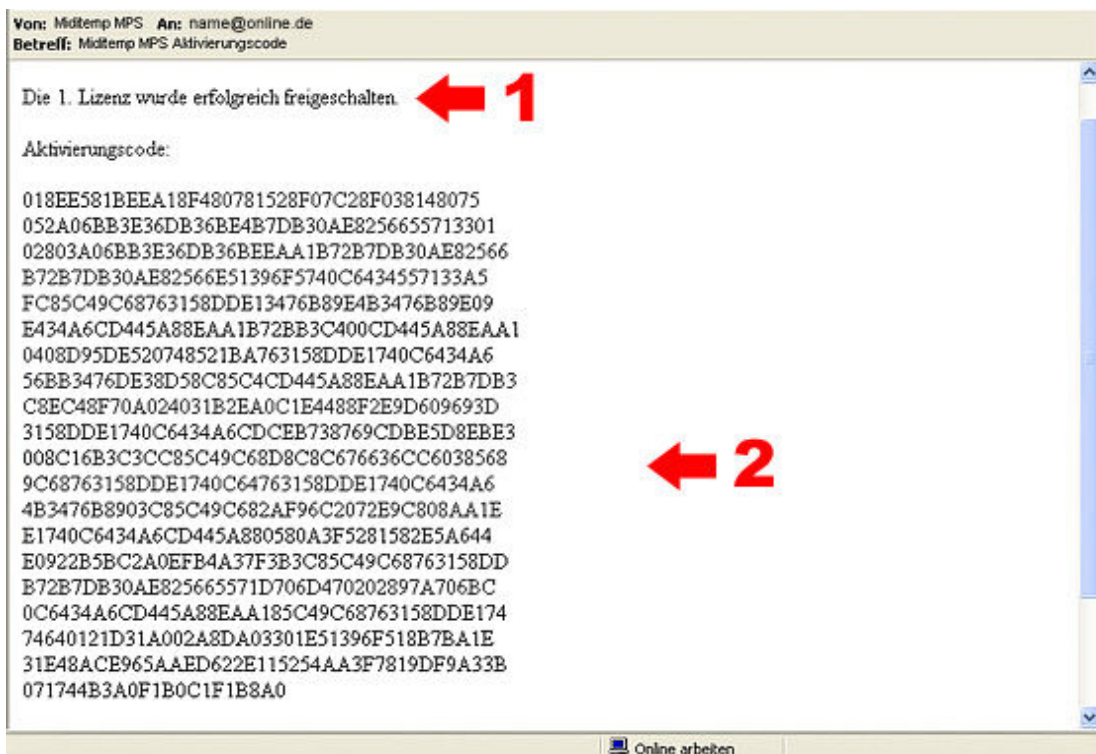 Von: Miditemp MPS An: name@online.de
Betreff: Miditemp MPS Aktivierungscode
Die 1. Lizenz wurde erfolgreich freigeschalten. 1
Aktivierungscode:
018EE581BEEA18F480781528F07C28F038148075
052A06BB3E36DB36BE4B7DB30AE8256655713301
02803A06BB3E36DB36BEEAA1B72B7DB30AE82566
B72B7DB30AE82566E51396F5740C6434557133A5
FC85C49C68763158DDE13476B89E4B3476B89E09
E434A6CD445A88EAA1B72BB3C400CD445A88EAA1
0408D95DE520748521BA763158DDE1740C6434A6
56BB3476DE38D58C85C4CD445A88EAA1B72B7DB3
C8EC48F70A024031B2EA0C1E4488F2E9D609693D
3158DDE1740C6434A6CDCEB738769CDBE5D8EBE3
008C16B3C3CC85C49C68D8C8C676636CC6038568
2
9C68763158DDE1740C64763158DDE1740C6434A6
4B3476B8903C85C49C682AF96C2072E9C808AA1E
E1740C6434A6CD445A880580A3F5281582E5A644
E0922B5BC2A0EFB4A37F3B3C85C49C68763158DD
B72B7DB30AE825665571D706D470202897A706BC
0C6434A6CD445A88EAA185C49C68763158DDE174
74640121D31A002A8DA03301E51396F518B7BA1E
31E48ACE965AAED622E115254AA3F7819DF9A33B
071744B3A0F1B0C1F1B8A0
Online arbeiten